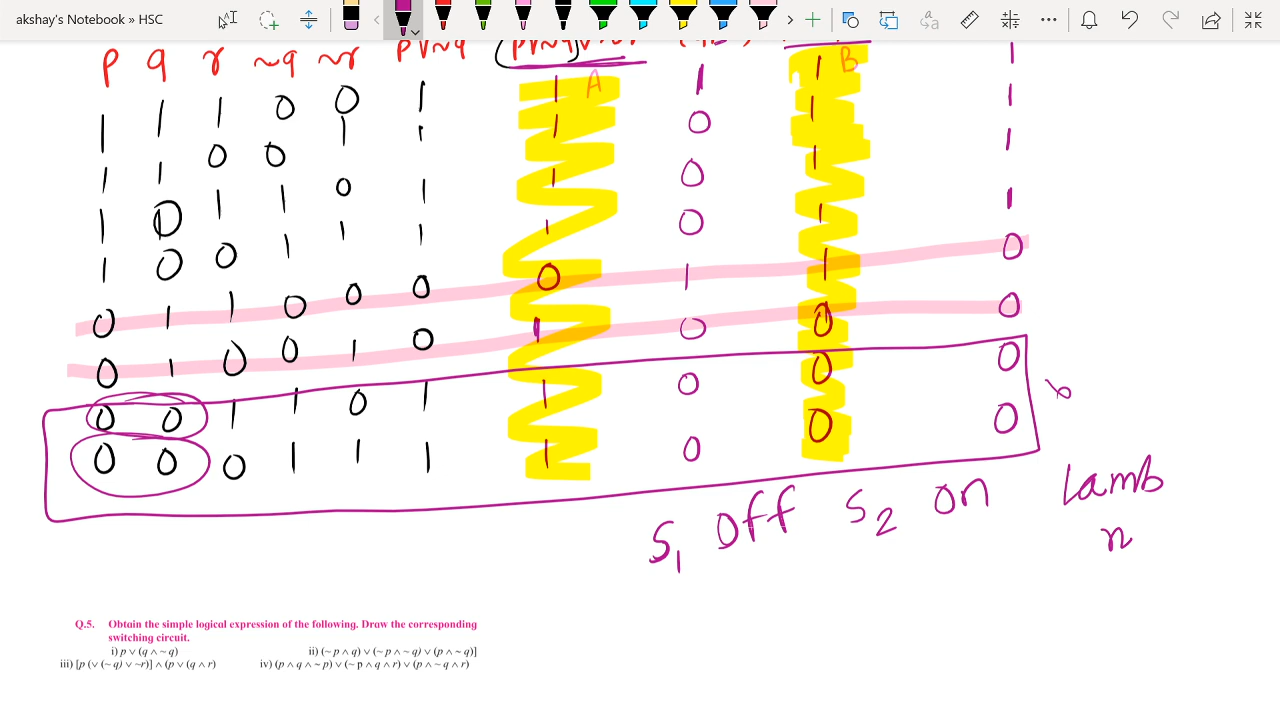 akshay's Notebook » HSC
p q r ~q ~r p∨~q
A 1 B 1
1 1 1 0 0 1 1 1 1 1
1 1 0 0 1 1 1 0 1 1
1 0 1 1 0 1 1 0 1 1
1 0 0 1 1 1 1 0 1 1
0 1 1 0 0 0 0 1 1 0
0 1 0 0 1 0 1 0 0 0
0 0 1 1 0 1 1 0 0 0
0 0 0 1 1 1 1 0 0 0
S1 off S2 on lamb
n
Q.5. Obtain the simple logical expression of the following. Draw the corresponding
switching circuit.
i) p ∨ (q ∧ ~ q) ii) (~ p ∧ q) ∨ (~ p ∧ ~ q) ∨ (p ∧ ~ q)]
iii) [p (∨ (~ q) ∨ ~r)] ∧ (p ∨ (q ∧ r) iv) (p ∧ q ∧ ~ p) ∨ (~ p ∧ q ∧ r) ∨ (p ∧ ~ q ∧ r)